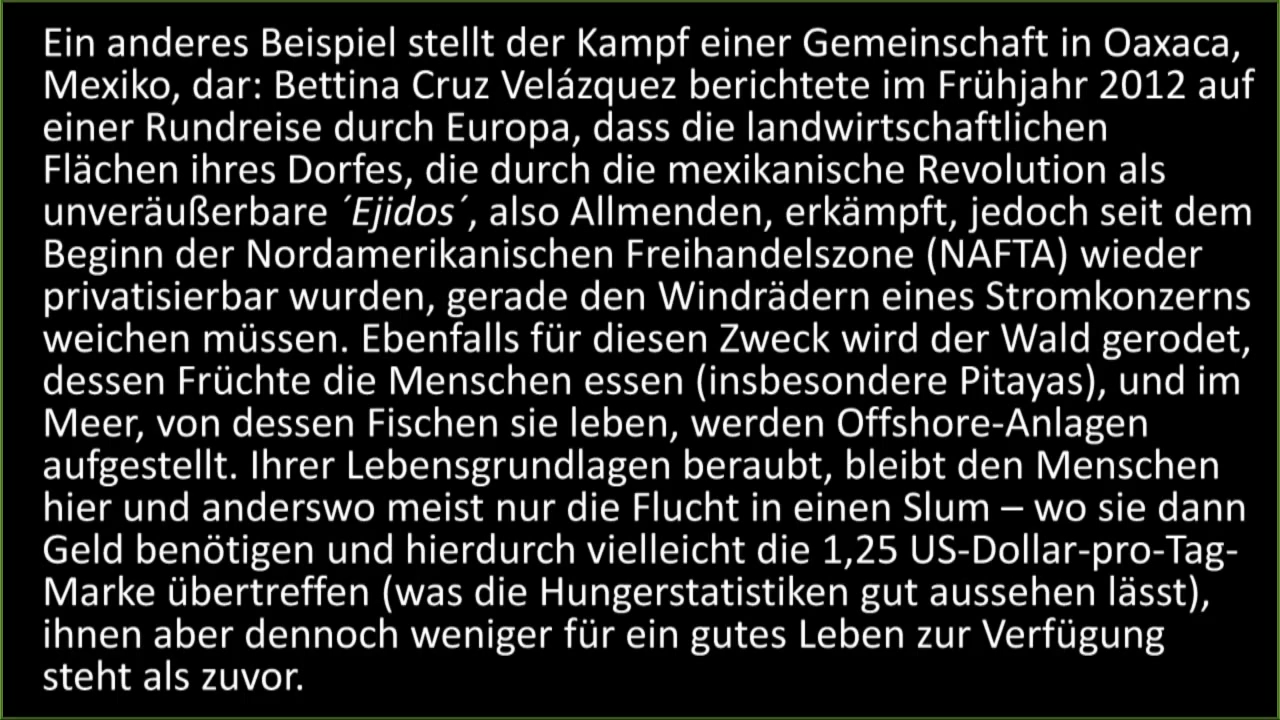 Ein anderes Beispiel stellt der Kampf einer Gemeinschaft in Oaxaca,
Mexiko, dar: Bettina Cruz Velázquez berichtete im Frühjahr 2012 auf
einer Rundreise durch Europa, dass die landwirtschaftlichen
Flächen ihres Dorfes, die durch die mexikanische Revolution als
unveräußerbare ´Ejidos´, also Allmenden, erkämpft, jedoch seit dem
Beginn der Nordamerikanischen Freihandelszone (NAFTA) wieder
privatisierbar wurden, gerade den Windrädern eines Stromkonzerns
weichen müssen. Ebenfalls für diesen Zweck wird der Wald gerodet,
dessen Früchte die Menschen essen (insbesondere Pitayas), und im
Meer, von dessen Fischen sie leben, werden Offshore-Anlagen
aufgestellt. Ihrer Lebensgrundlagen beraubt, bleibt den Menschen
hier und anderswo meist nur die Flucht in einen Slum – wo sie dann
Geld benötigen und hierdurch vielleicht die 1,25 US-Dollar-pro-Tag-
Marke übertreffen (was die Hungerstatistiken gut aussehen lässt),
ihnen aber dennoch weniger für ein gutes Leben zur Verfügung
steht als zuvor.